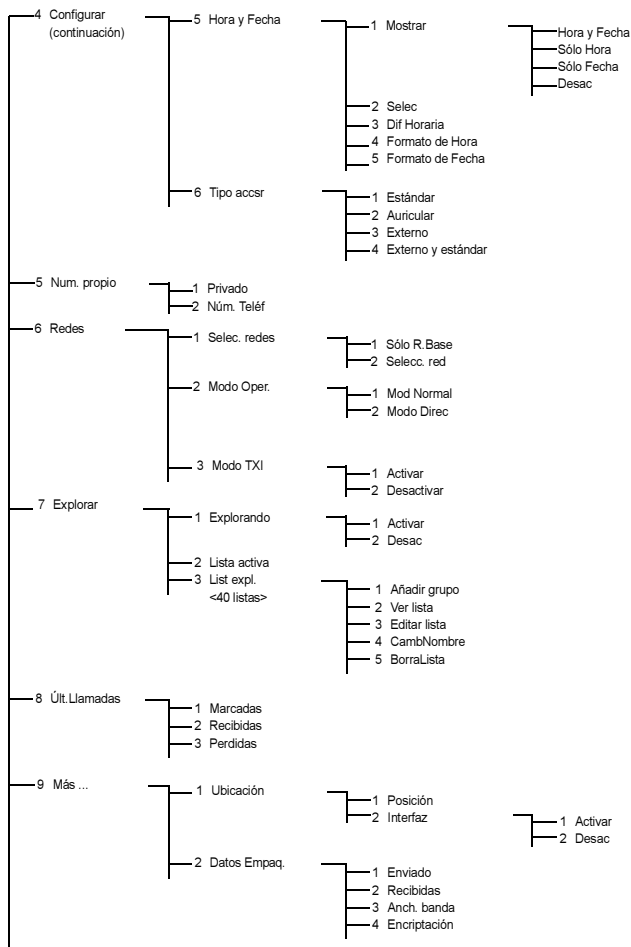 4 Configurar
(continuación)
5 Hora y Fecha
1 Mostrar
Hora y Fecha
Sólo Hora
Sólo Fecha
Desac
2 Selec
3 Dif Horaria
4 Formato de Hora
5 Formato de Fecha
6 Tipo accsr
1 Estándar
2 Auricular
3 Externo
4 Externo y estándar
5 Num. propio
1 Privado
2 Núm. Teléf
6 Redes
1 Selec. redes
1 Sólo R.Base
2 Selecc. red
2 Modo Oper.
1 Mod Normal
2 Modo Direc
3 Modo TXI
1 Activar
2 Desactivar
7 Explorar
1 Explorando
1 Activar
2 Desac
2 Lista activa
3 List expl.
<40 listas>
1 Añadir grupo
2 Ver lista
3 Editar lista
4 CambNombre
5 BorraLista
8 Últ.Llamadas
1 Marcadas
2 Recibidas
3 Perdidas
9 Más ...
1 Ubicación
1 Posición
2 Interfaz
1 Activar
2 Desac
2 Datos Empaq.
1 Enviado
2 Recibidas
3 Anch. banda
4 Encriptación